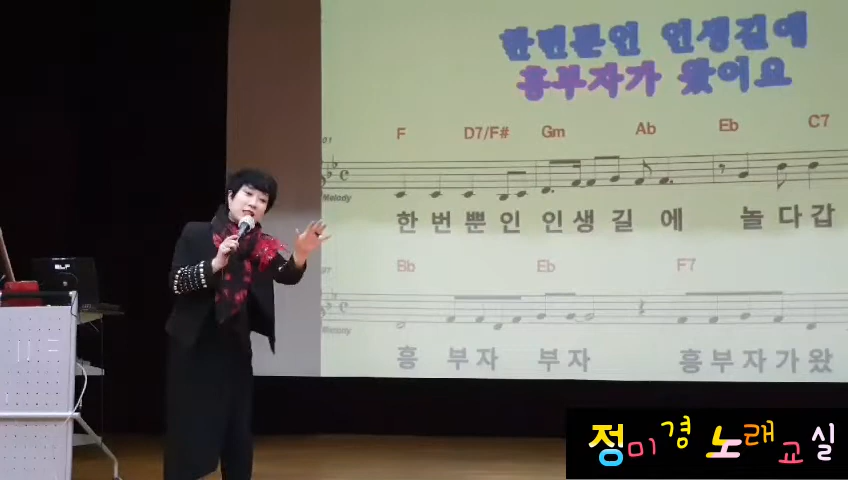 한번뿐인 인생길에
흥부자가 왔어요
F D7/F# Gm Ab Eb C7
Melody
한 번 뿐 인 인 생 길 에 놀 다 갑
Bb Eb F7
Melody
흥 부 자 부 자 흥 부 자 가 왔
정미경 노래교실